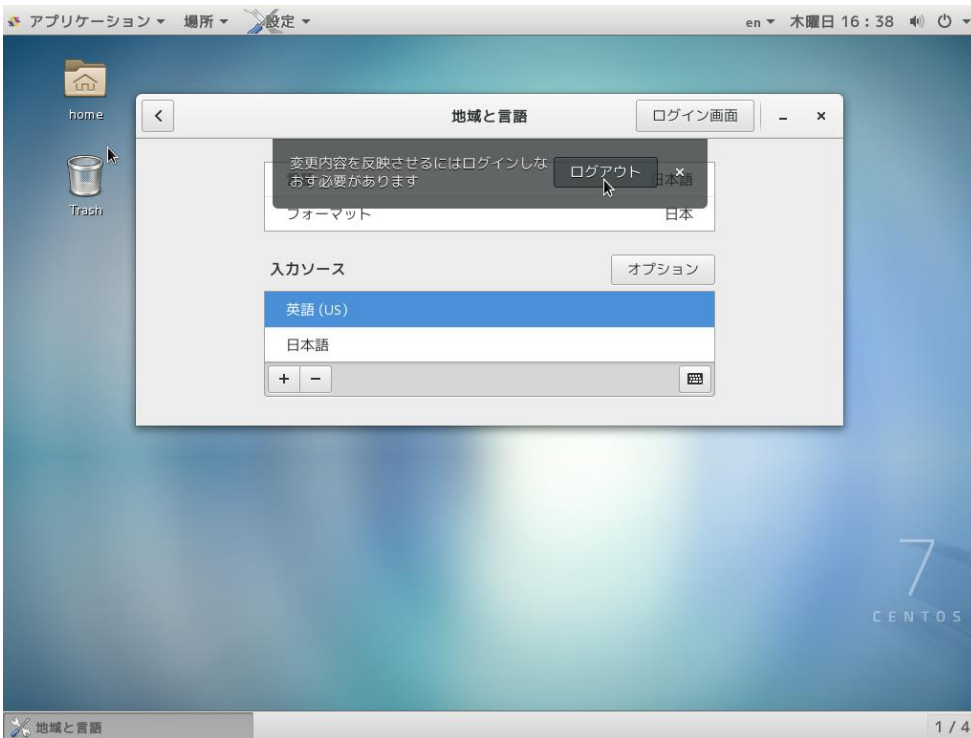 アプリケーション 場所 設定 en 木曜日 16:38
home
Trash
地域と言語 ログイン画面
変更内容を反映させるにはログインしな
おす必要があります ログアウト
日本語
フォーマット 日本
入力ソース オプション
英語 (US)
日本語
+ −
7
CENTOS
地域と言語 1 / 4